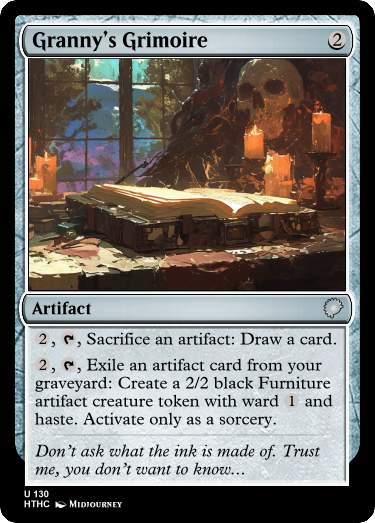 Granny's Grimoire 2
Artifact
2, T, Sacrifice an artifact: Draw a card.
2, T, Exile an artifact card from your
graveyard: Create a 2/2 black Furniture
artifact creature token with ward 1 and
haste. Activate only as a sorcery.
Don't ask what the ink is made of. Trust
me, you don't want to know...
U 130
HTHC Midjourney